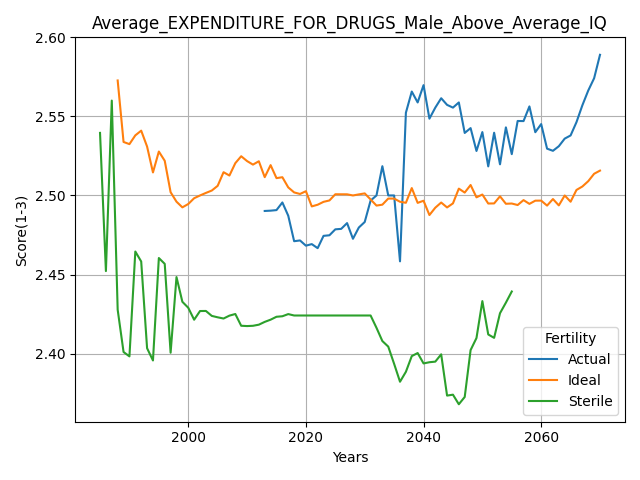 Average_EXPENDITURE_FOR_DRUGS_Male_Above_Average_IQ
2.60
2.55
2.50
2.45
2.40
Score(1-3)
2000
2020
2040
2060
Years
Fertility
Actual
Ideal
Sterile